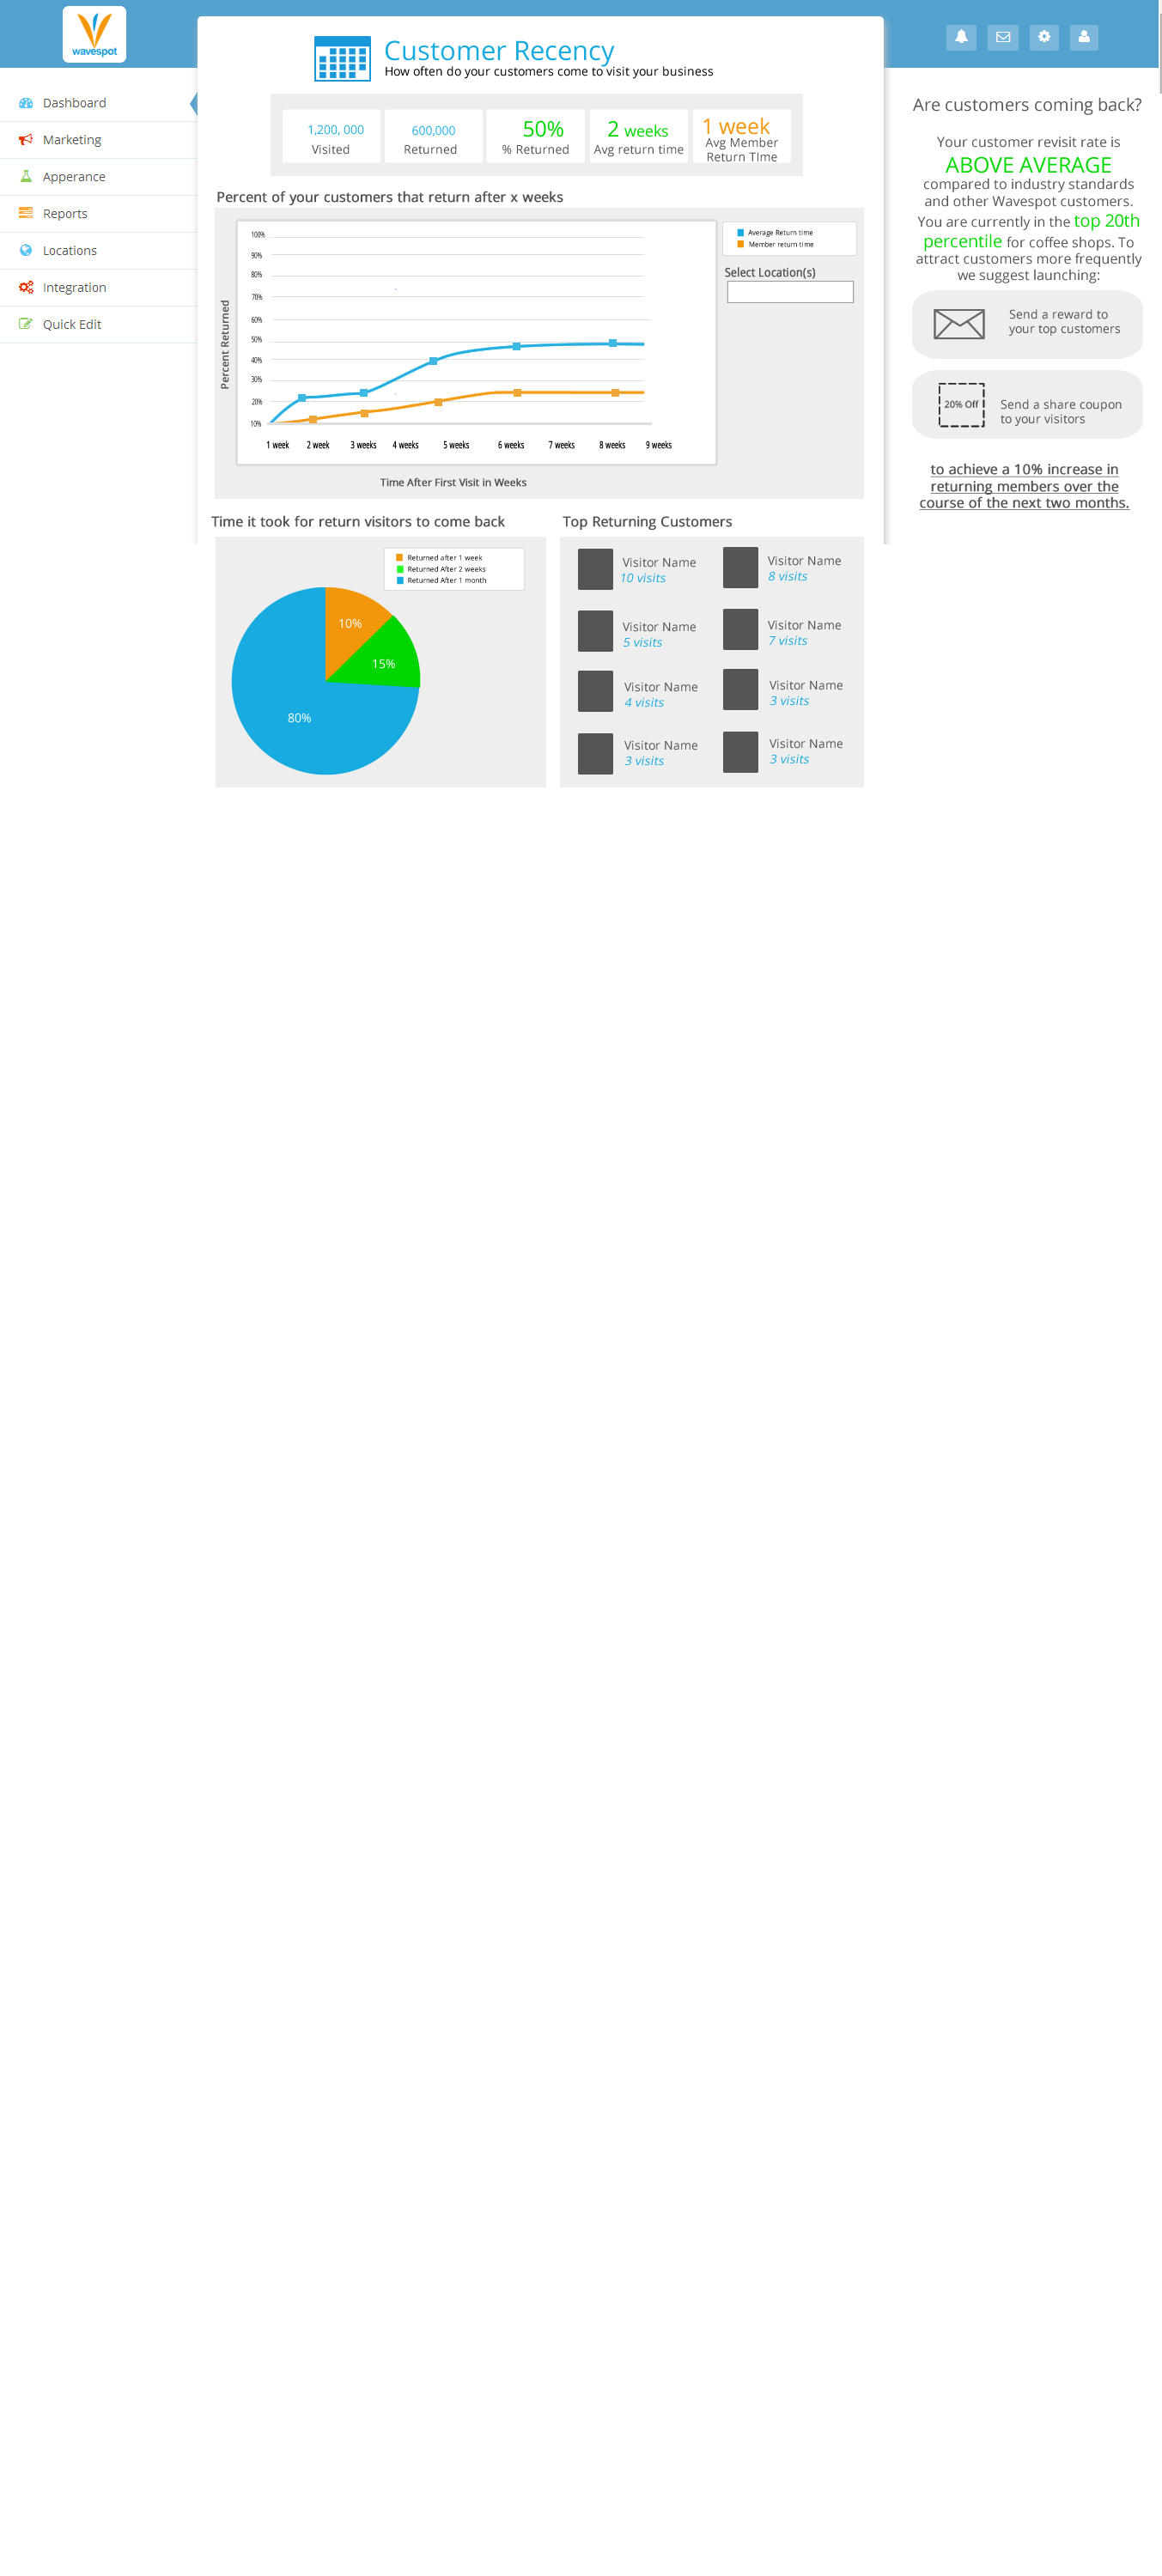 wavespot
Dashboard
Marketing
Apperance
Reports
Locations
Integration
Quick Edit
Customer Recency
How often do your customers come to visit your business
1,200, 000
Visited
600,000
Returned
50%
% Returned
2 weeks
Avg return time
1 week
Avg Member
Return TIme
Percent of your customers that return after x weeks
Percent Returned
100%
90%
80%
70%
60%
50%
40%
30%
20%
10%
1 week 2 week 3 weeks 4 weeks 5 weeks 6 weeks 7 weeks 8 weeks 9 weeks
Time After First Visit in Weeks
Average Return time
Member return time
Select Location(s)
Time it took for return visitors to come back
Returned after 1 week
Returned After 2 weeks
Returned After 1 month
10%
15%
80%
Top Returning Customers
Visitor Name
10 visits
Visitor Name
8 visits
Visitor Name
5 visits
Visitor Name
7 visits
Visitor Name
4 visits
Visitor Name
3 visits
Visitor Name
3 visits
Visitor Name
3 visits
Are customers coming back?
Your customer revisit rate is
ABOVE AVERAGE
compared to industry standards
and other Wavespot customers.
You are currently in the top 20th
percentile for coffee shops. To
attract customers more frequently
we suggest launching:
Send a reward to
your top customers
20% Off
Send a share coupon
to your visitors
to achieve a 10% increase in
returning members over the
course of the next two months.